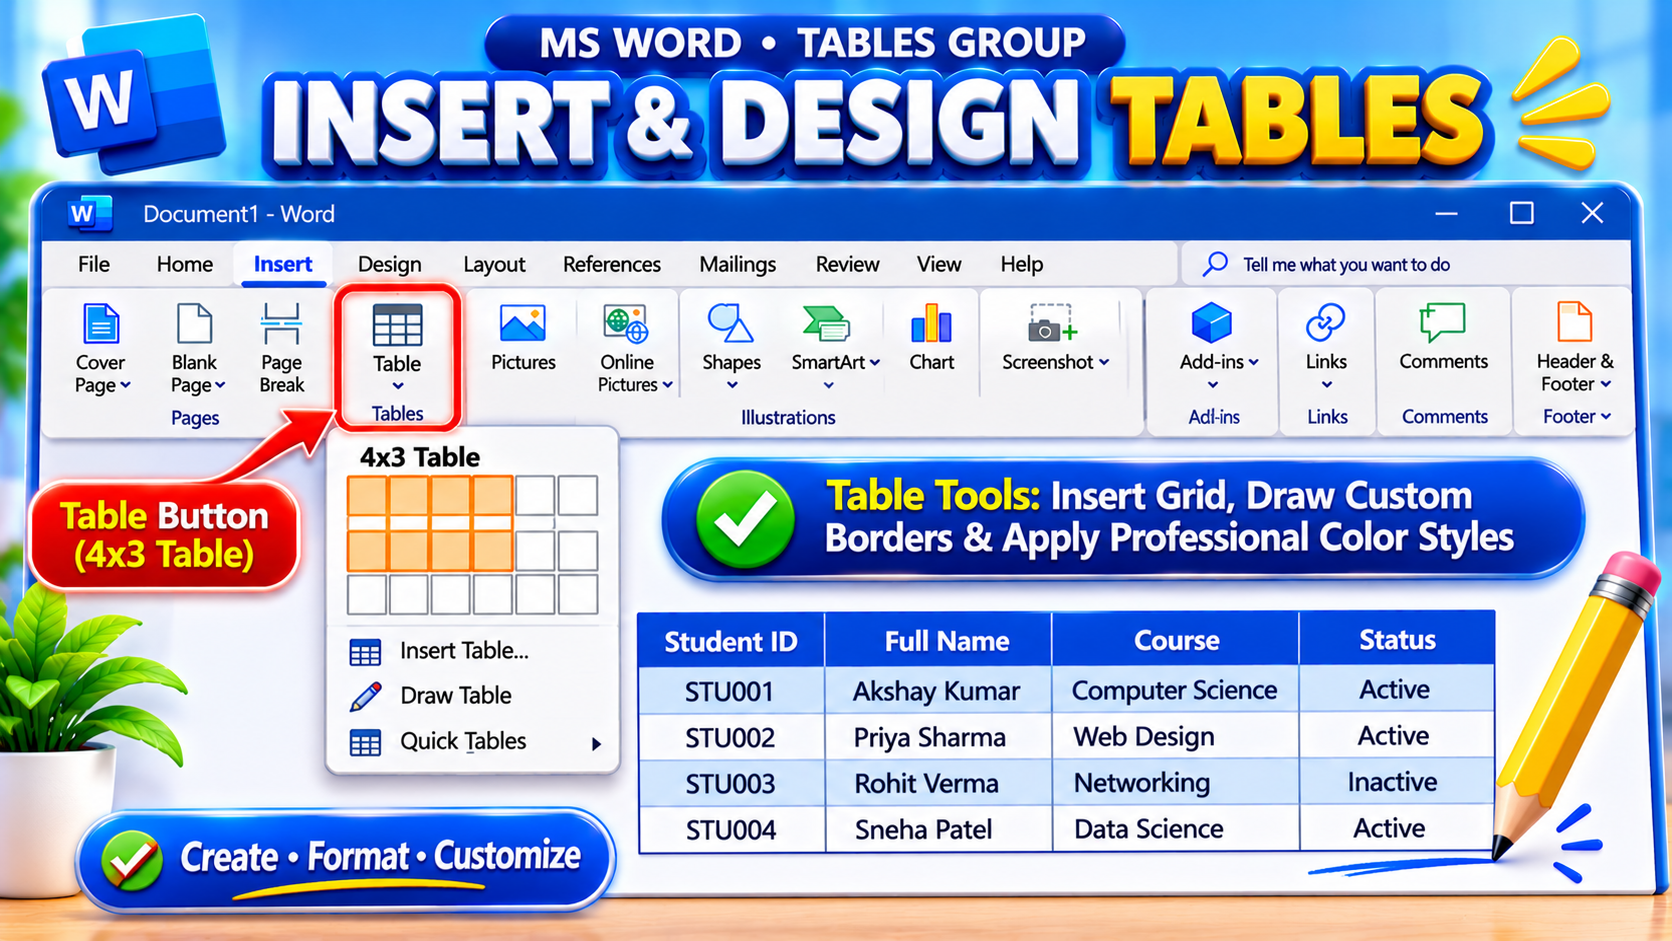 MS WORD • TABLES GROUP
INSERT & DESIGN TABLES
W
W
Document1 - Word
File Home Insert Design Layout References Mailings Review View Help
Tell me what you want to do
Cover
Page
Blank
Page
Page
Break
Pages
Table
Tables
Pictures
Online
Pictures
Shapes
SmartArt
Chart
Illustrations
Screenshot
Add-ins
Add-ins
Links
Links
Comments
Comments
Header &
Footer
Footer
Table Button
(4x3 Table)
4x3 Table
Insert Table...
Draw Table
Quick Tables
Table Tools: Insert Grid, Draw Custom
Borders & Apply Professional Color Styles
Student ID Full Name Course Status
STU001 Akshay Kumar Computer Science Active
STU002 Priya Sharma Web Design Active
STU003 Rohit Verma Networking Inactive
STU004 Sneha Patel Data Science Active
Create • Format • Customize